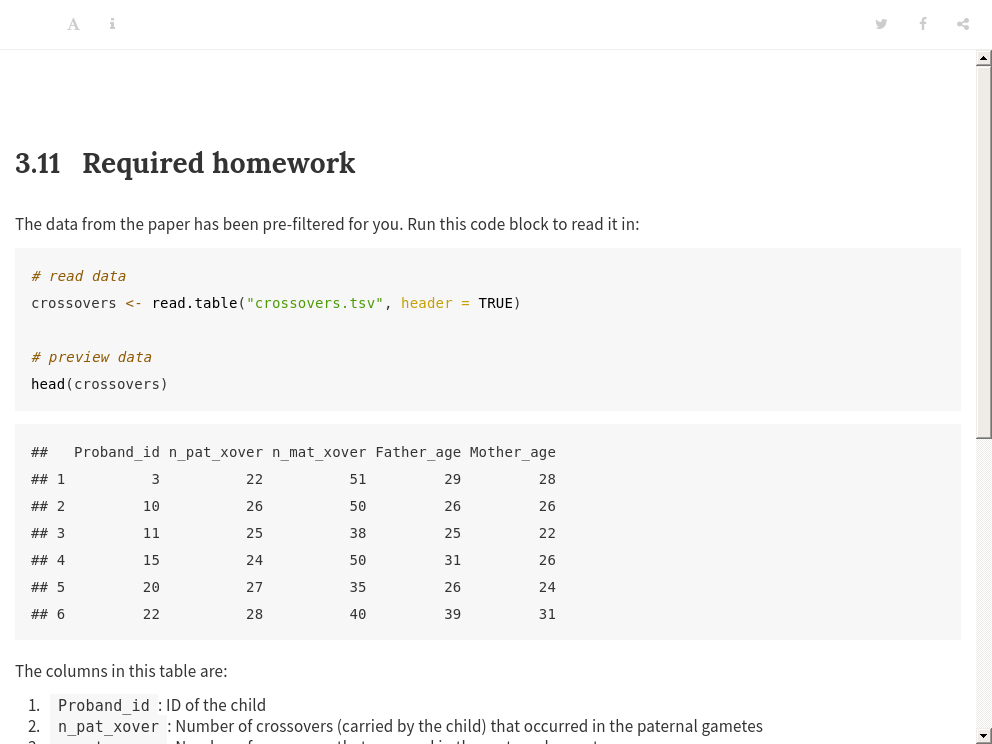 3.11 Required homework
The data from the paper has been pre-filtered for you. Run this code block to read it in:
# read data
crossovers <- read.table("crossovers.tsv", header = TRUE)
# preview data
head(crossovers)
##   Proband_id n_pat_xover n_mat_xover Father_age Mother_age
## 1          3          22          51         29         28
## 2         10          26          50         26         26
## 3         11          25          38         25         22
## 4         15          24          50         31         26
## 5         20          27          35         26         24
## 6         22          28          40         39         31
The columns in this table are:
1. Proband_id : ID of the child
2. n_pat_xover : Number of crossovers (carried by the child) that occurred in the paternal gametes